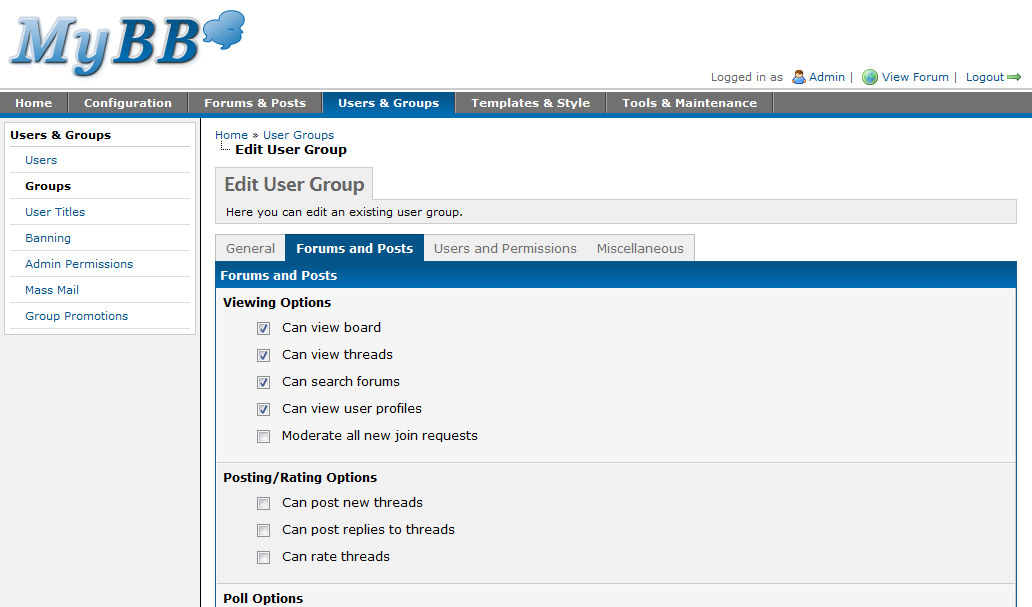 MyBB
Logged in as Admin | View Forum | Logout
Home Configuration Forums & Posts Users & Groups Templates & Style Tools & Maintenance
Users & Groups
Users
Groups
User Titles
Banning
Admin Permissions
Mass Mail
Group Promotions
Home » User Groups
Edit User Group
Edit User Group
Here you can edit an existing user group.
General Forums and Posts Users and Permissions Miscellaneous
Forums and Posts
Viewing Options
Can view board
Can view threads
Can search forums
Can view user profiles
Moderate all new join requests
Posting/Rating Options
Can post new threads
Can post replies to threads
Can rate threads
Poll Options